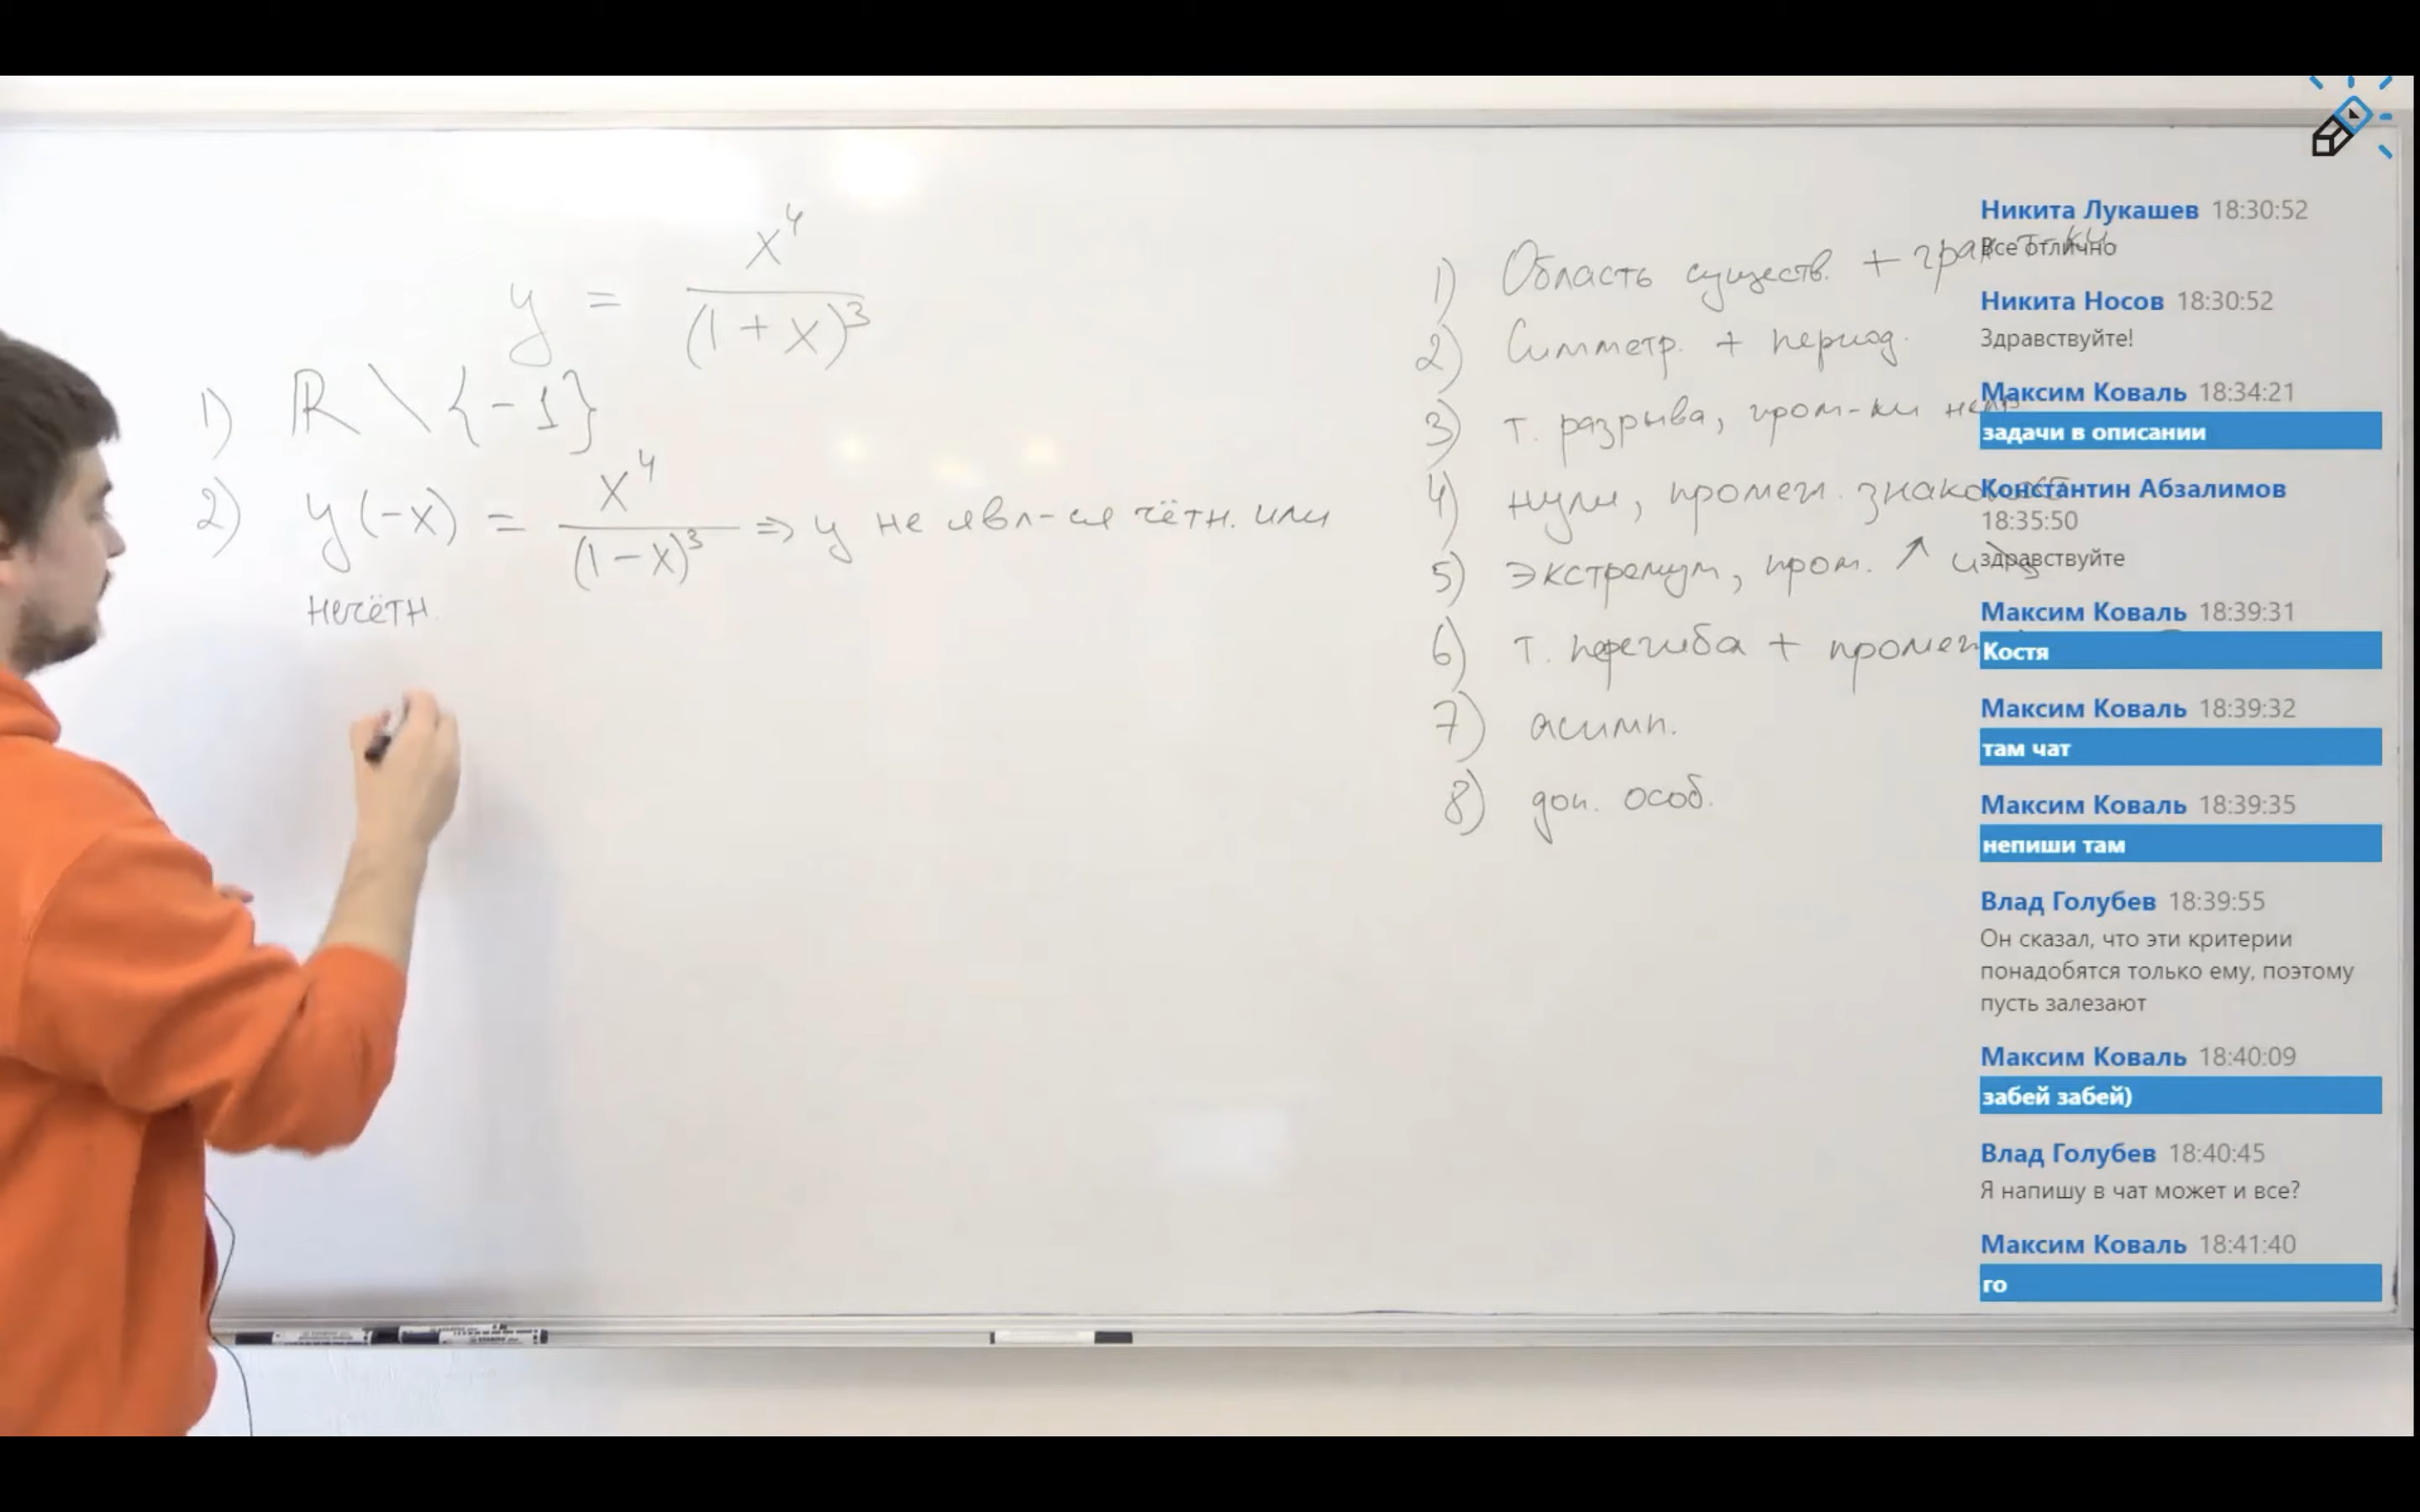 y = x⁴ / (1 + x)³
1) ℝ \ {-1}
2) y(-x) = x⁴ / (1 - x)³ ⇒ y не явл-ся чётн. или
нечётн.
1) Область существ. + гран. т-ки
2) Симметр. + период.
3) т. разрыва, пром-ки
4) нули, промеж.
5) экстремум, пром. ↗ и
6) т. перегиба + промеж
7) асимп.
8) доп. особ.
Никита Лукашев 18:30:52
Все отлично
Никита Носов 18:30:52
Здравствуйте!
Максим Коваль 18:34:21
задачи в описании
Константин Абзалимов
18:35:50
здравствуйте
Максим Коваль 18:39:31
Костя
Максим Коваль 18:39:32
там чат
Максим Коваль 18:39:35
непиши там
Влад Голубев 18:39:55
Он сказал, что эти критерии
понадобятся только ему, поэтому
пусть залезают
Максим Коваль 18:40:09
забей забей)
Влад Голубев 18:40:45
Я напишу в чат может и все?
Максим Коваль 18:41:40
го